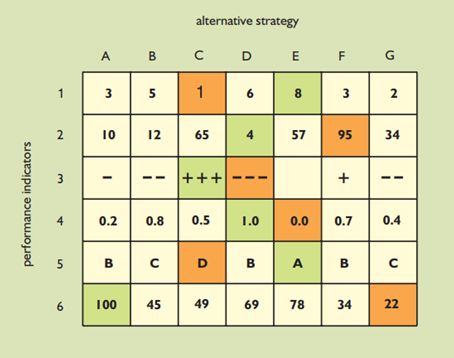 alternative strategy
A B C D E F G
performance indicators
1 3 5 1 6 8 3 2
2 10 12 65 4 57 95 34
3 − −− +++ −−− + −−
4 0.2 0.8 0.5 1.0 0.0 0.7 0.4
5 B C D B A B C
6 100 45 49 69 78 34 22